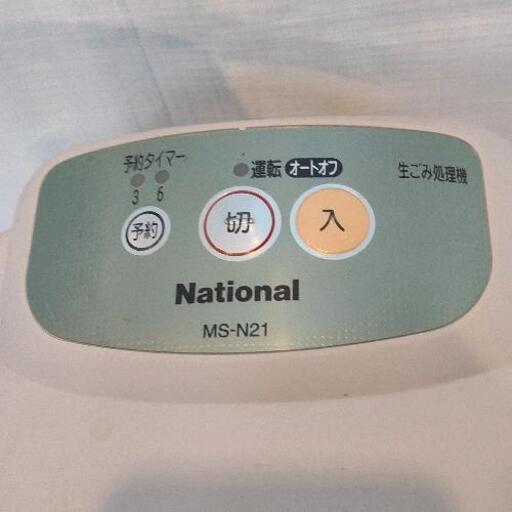 予約タイマー
3 6
予約
運転 オートオフ
切
入
生ごみ処理機
National
MS-N21